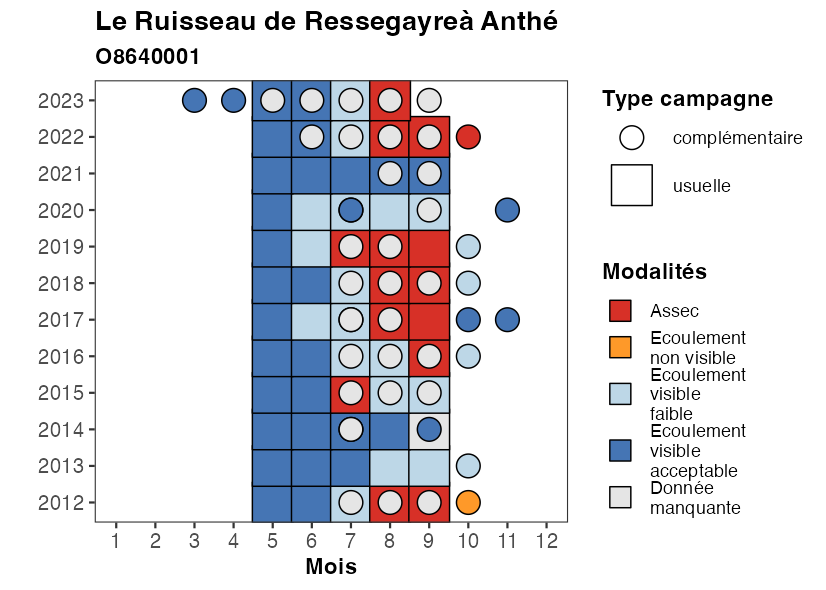 Le Ruisseau de Ressegayreà Anthé
O8640001
2023
2022
2021
2020
2019
2018
2017
2016
2015
2014
2013
2012
1 2 3 4 5 6 7 8 9 10 11 12
Mois
Type campagne
complémentaire
usuelle
Modalités
Assec
Ecoulement
non visible
Ecoulement
visible
faible
Ecoulement
visible
acceptable
Donnée
manquante